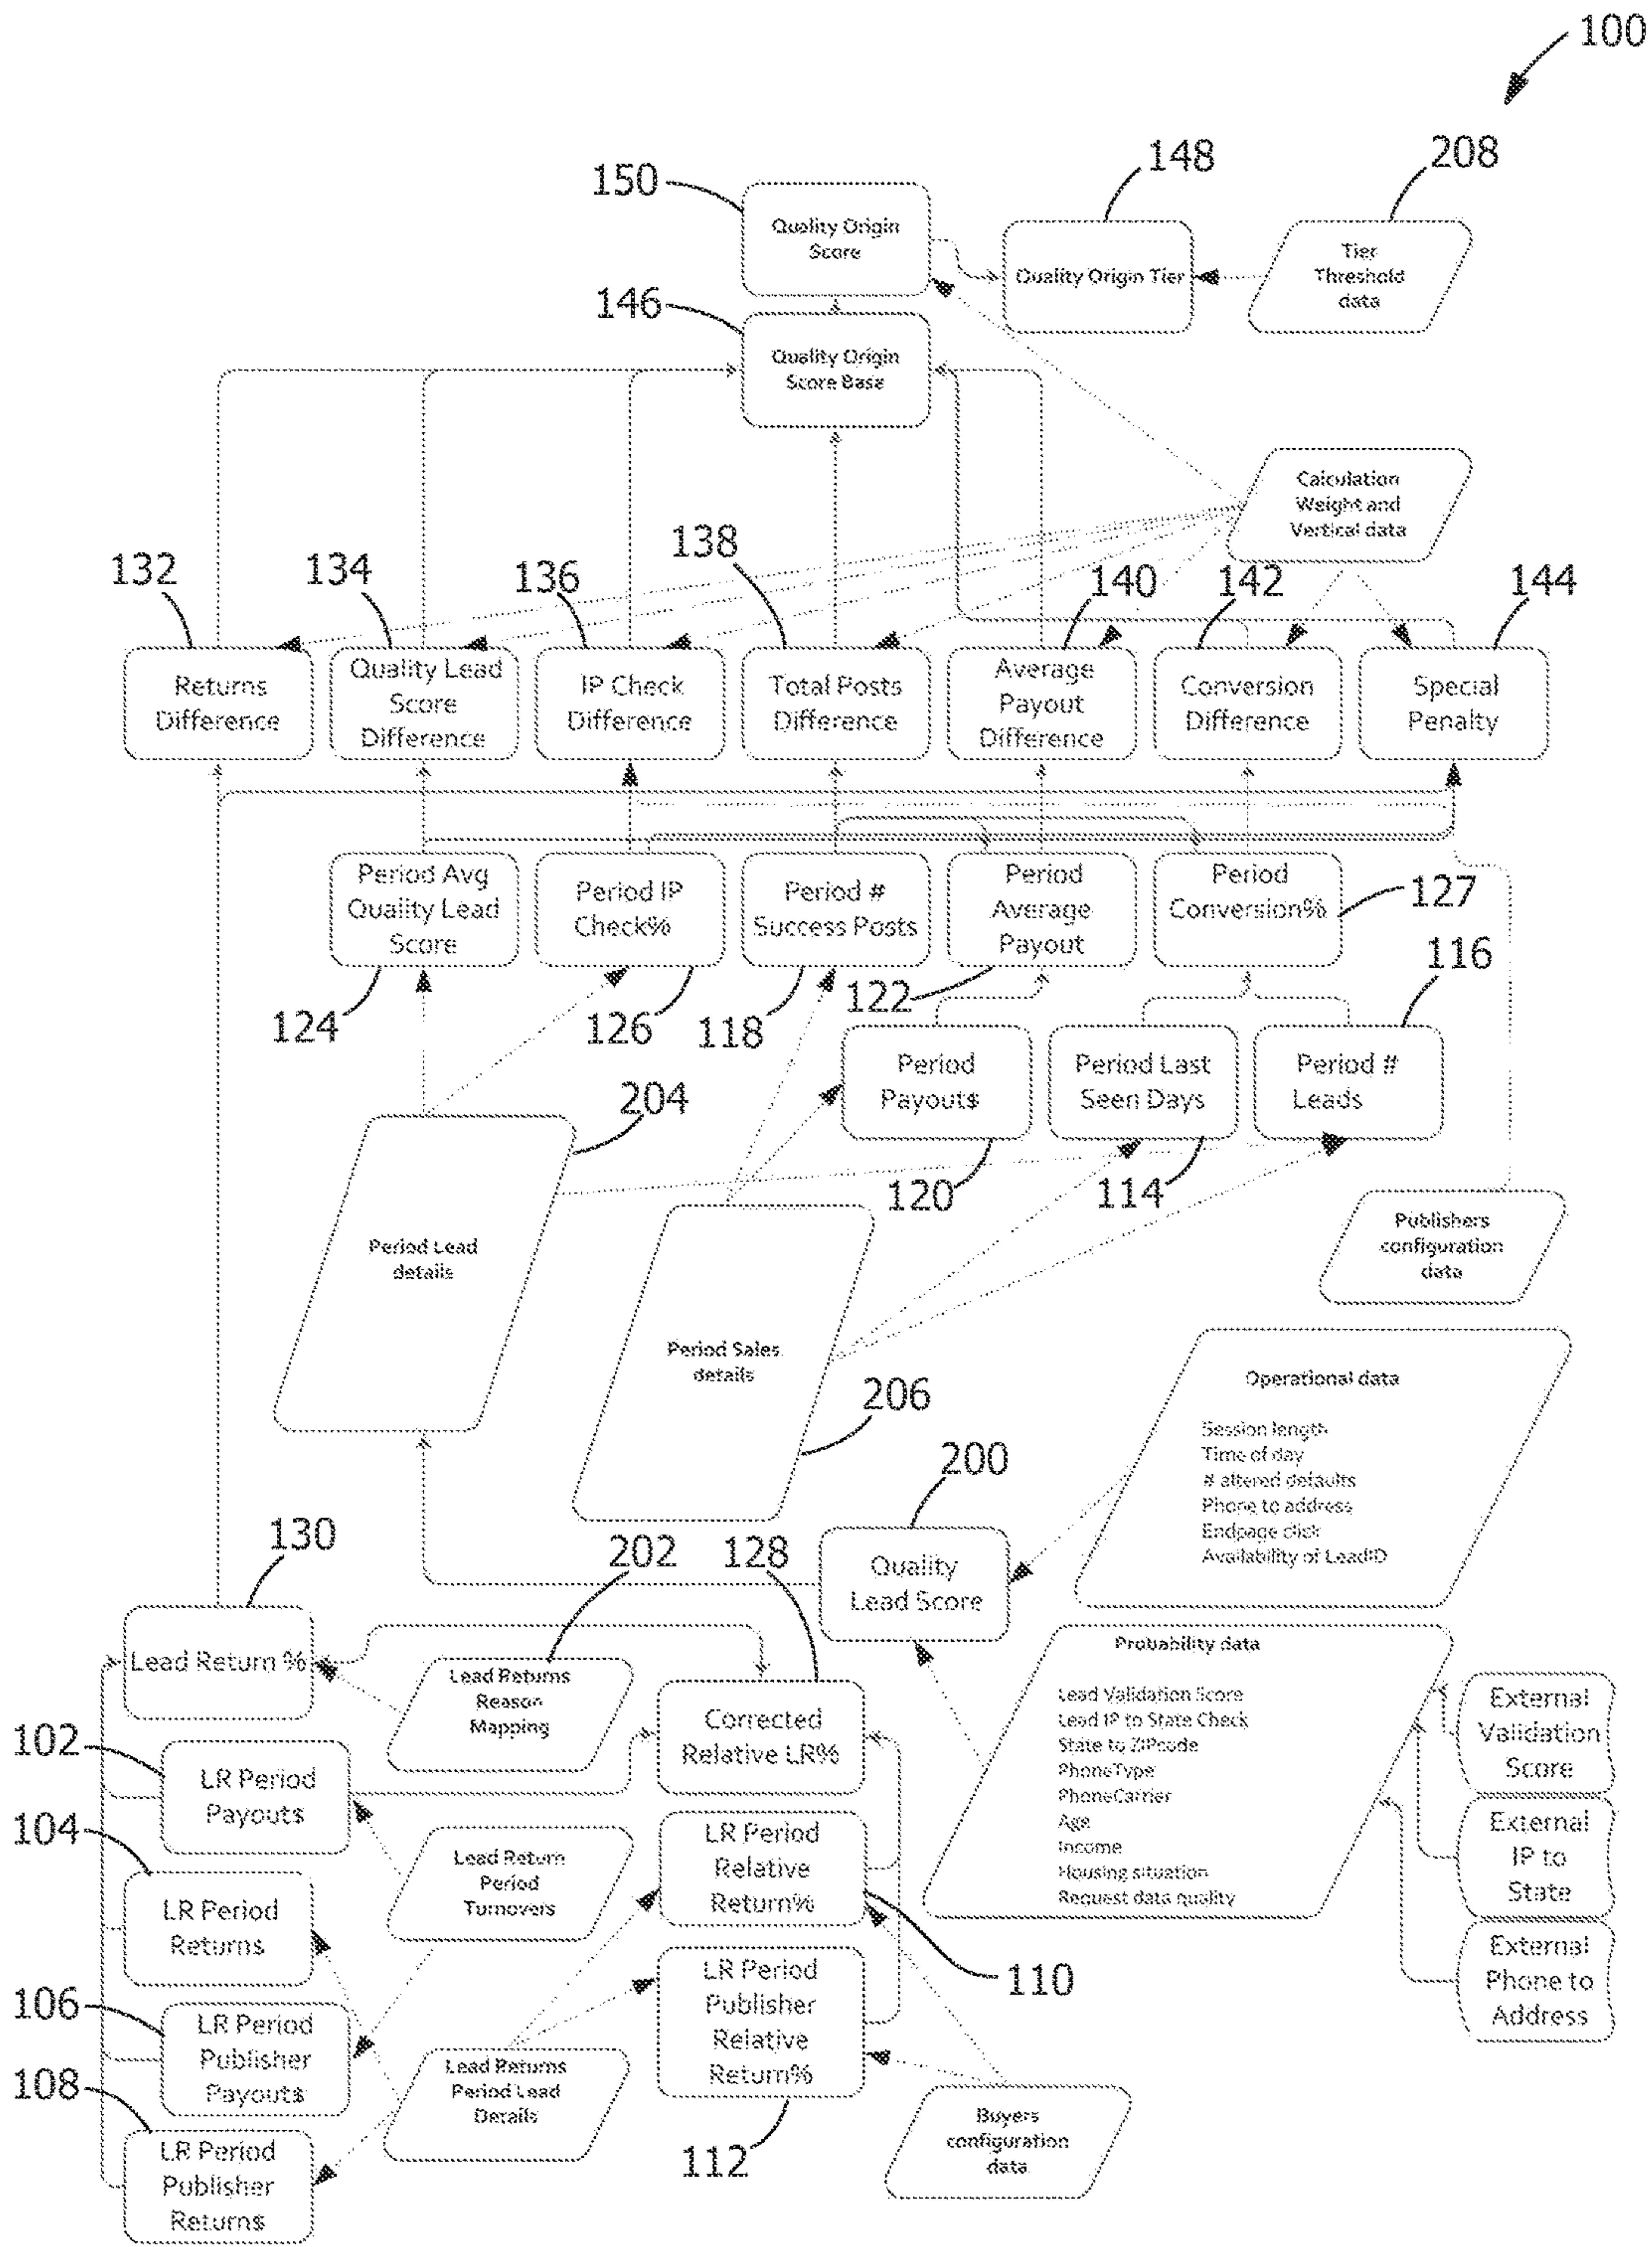 100
150
148
208
Quality Origin
Score
Quality Origin Tier
Tier
Threshold
data
146
Quality Origin
Score Base
Calculation
Weight and
Vertical data
132
134
136
138
140
142
144
Returns
Difference
Quality Lead
Score
Difference
IP Check
Difference
Total Posts
Difference
Average
Payout
Difference
Conversion
Difference
Special
Penalty
Period Avg
Quality Lead
Score
Period IP
Check%
Period #
Success Posts
Period
Average
Payout
Period
Conversion%
127
116
124
126
118
122
Period
Payout$
Period Last
Seen Days
Period #
Leads
204
120
114
Period Lead
details
Publishers
configuration
data
Period Sales
details
206
Operational data
Session length
Time of day
# altered defaults
Phone to address
Endpage click
Availability of LeadID
200
Quality
Lead Score
130
202
128
Lead Return %
Lead Returns
Reason
Mapping
Corrected
Relative LR%
Probability data
Lead Validation Score
Lead IP to State Check
State to ZIPcode
PhoneType
PhoneCarrier
Age
Income
Housing situation
Request data quality
External
Validation
Score
External
IP to
State
External
Phone to
Address
102
LR Period
Payout$
104
LR Period
Returns
Lead Return
Period
Turnovers
LR Period
Relative
Return%
110
106
LR Period
Publisher
Payout$
LR Period
Publisher
Relative
Return%
112
108
LR Period
Publisher
Return$
Lead Returns
Period Lead
Details
Buyers
configuration
data